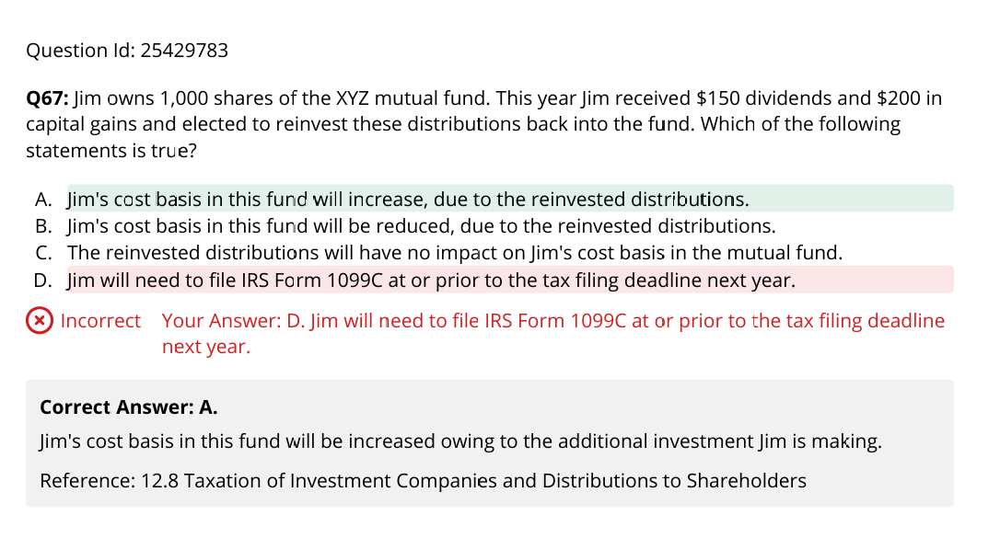 Question Id: 25429783
Q67: Jim owns 1,000 shares of the XYZ mutual fund. This year Jim received $150 dividends and $200 in
capital gains and elected to reinvest these distributions back into the fund. Which of the following
statements is true?
A. Jim's cost basis in this fund will increase, due to the reinvested distributions.
B. Jim's cost basis in this fund will be reduced, due to the reinvested distributions.
C. The reinvested distributions will have no impact on Jim's cost basis in the mutual fund.
D. Jim will need to file IRS Form 1099C at or prior to the tax filing deadline next year.
Incorrect Your Answer: D. Jim will need to file IRS Form 1099C at or prior to the tax filing deadline
next year.
Correct Answer: A.
Jim's cost basis in this fund will be increased owing to the additional investment Jim is making.
Reference: 12.8 Taxation of Investment Companies and Distributions to Shareholders